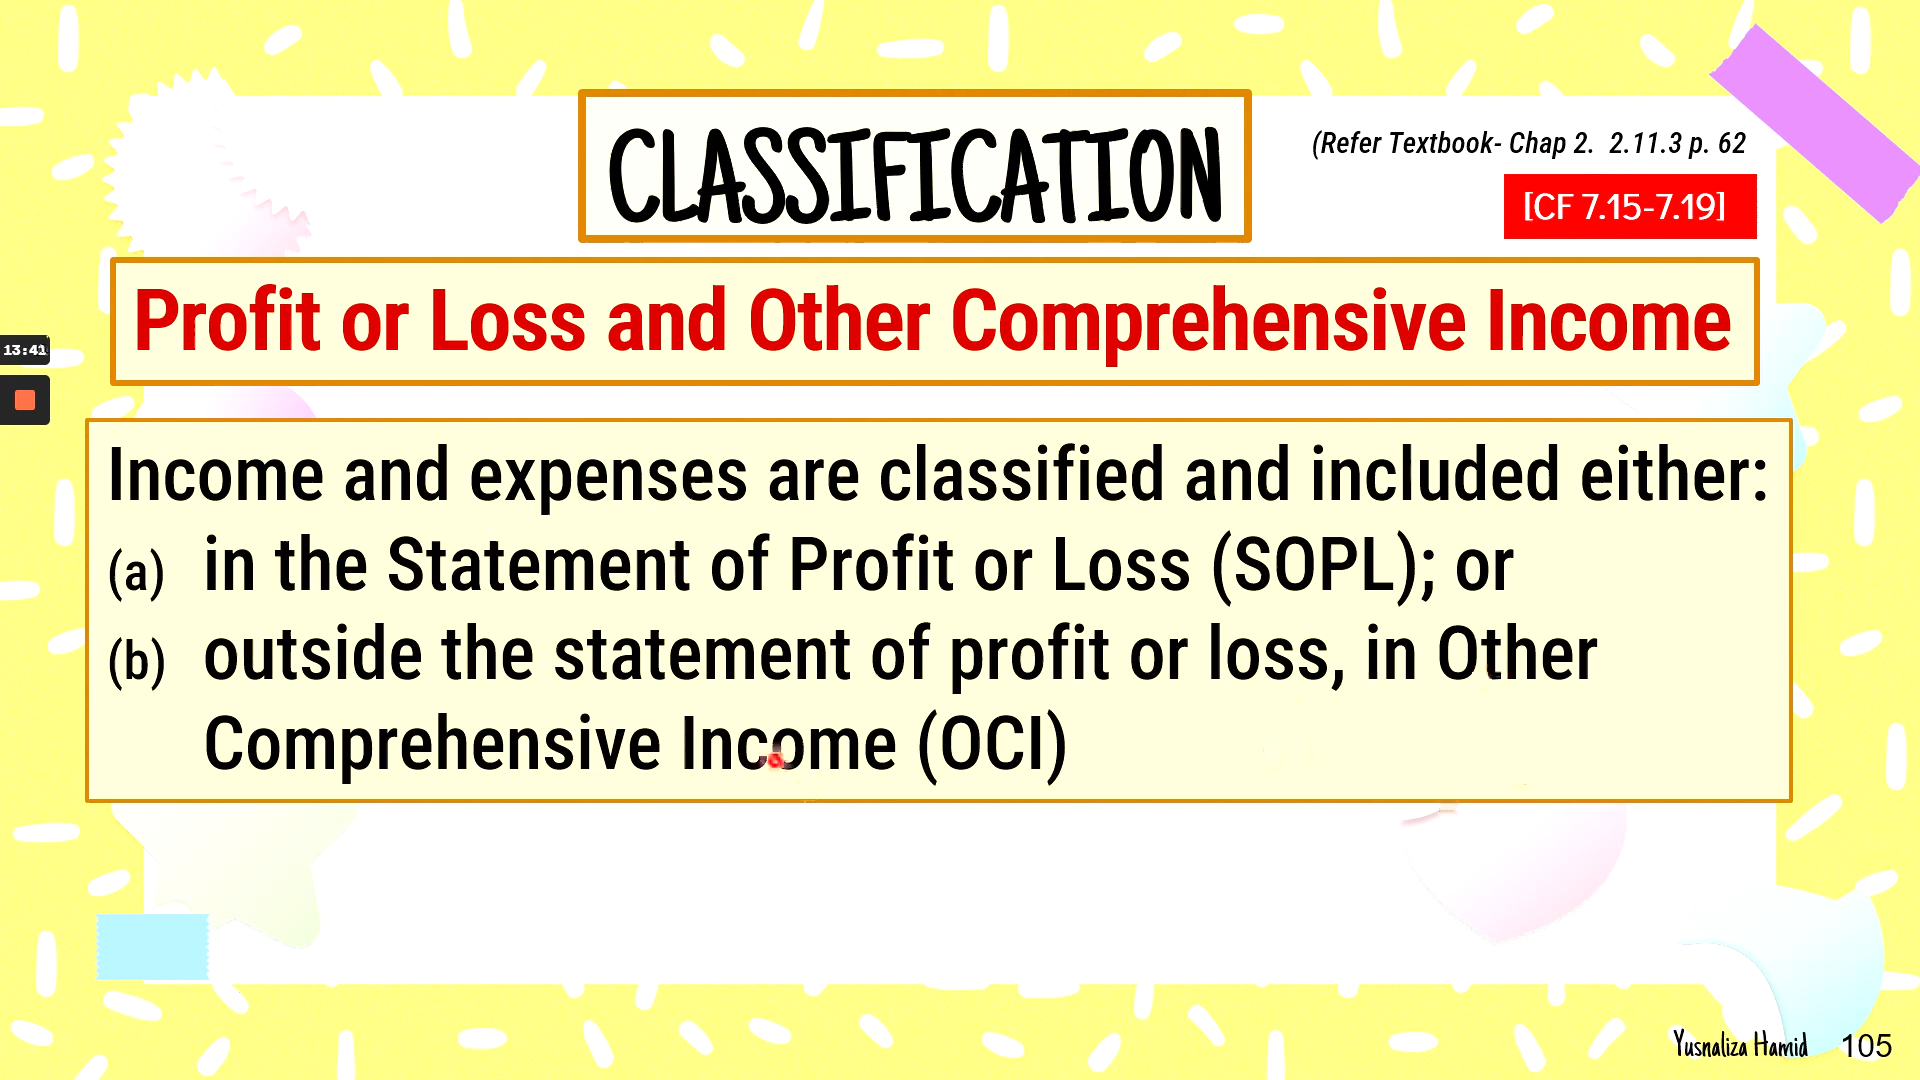 CLASSIFICATION
(Refer Textbook- Chap 2. 2.11.3 p. 62
[CF 7.15-7.19]
Profit or Loss and Other Comprehensive Income
13:41
Income and expenses are classified and included either:
(a) in the Statement of Profit or Loss (SOPL); or
(b) outside the statement of profit or loss, in Other
Comprehensive Income (OCI)
Yusnaliza Hamid 105